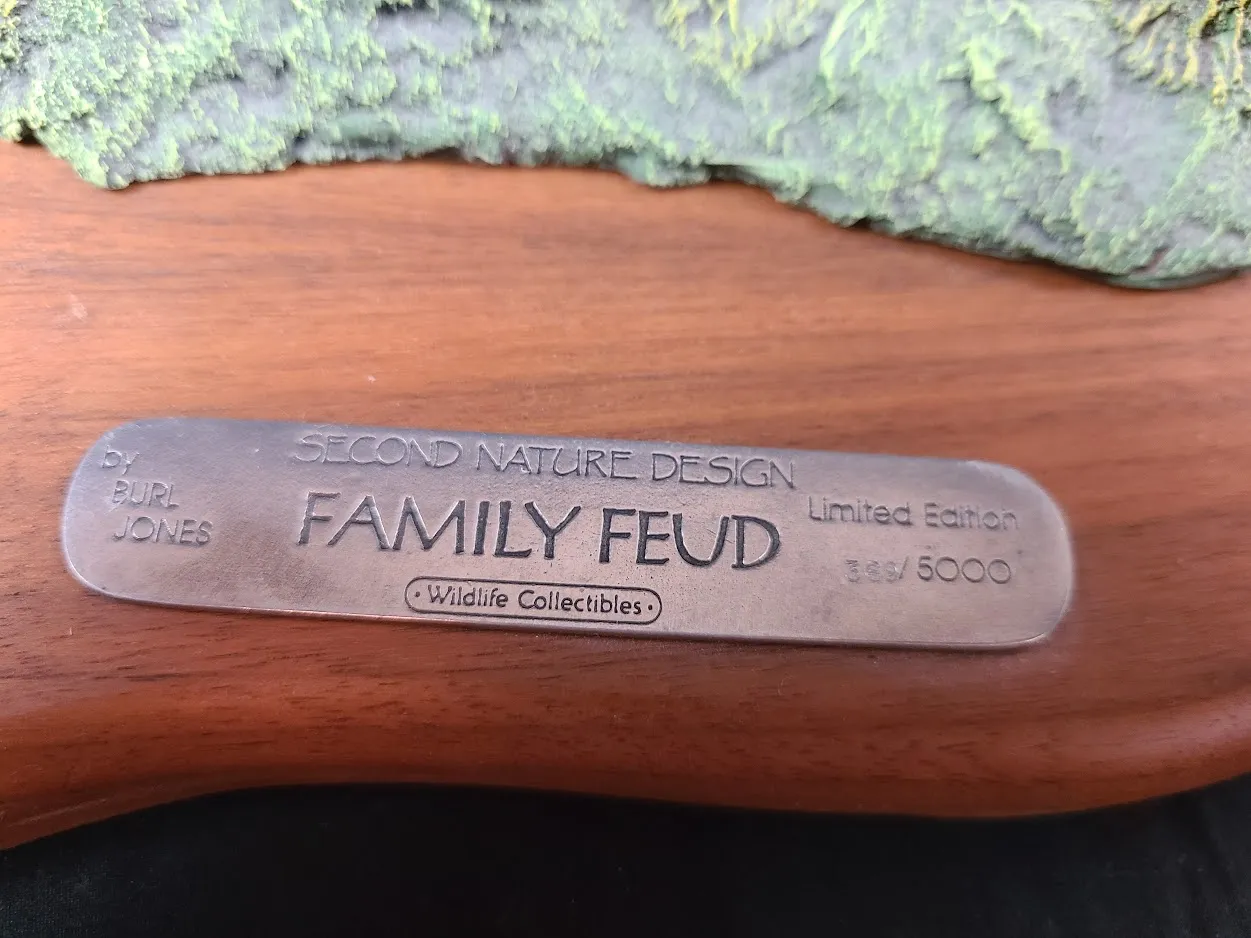 SECOND NATURE DESIGN
by
BURL
JONES
FAMILY FEUD
Limited Edition
/ 5000
• Wildlife Collectibles •